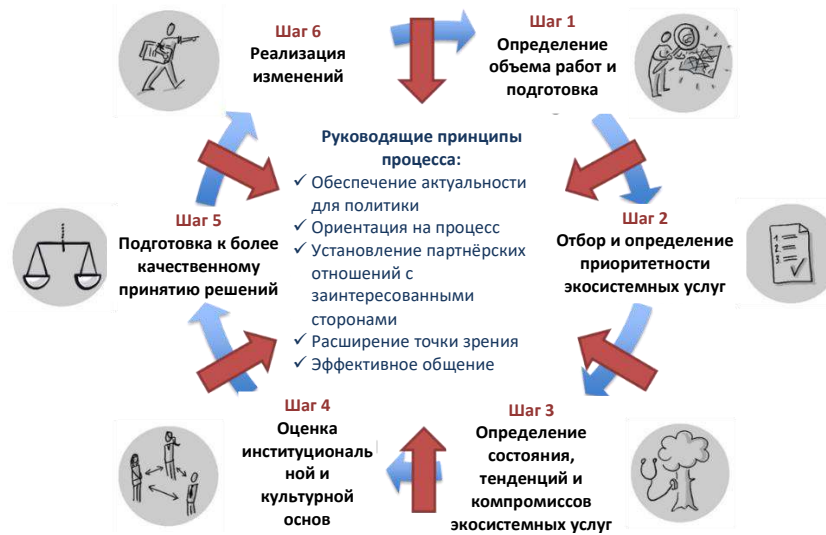 Шаг 1
Определение
объема работ и
подготовка
Шаг 2
Отбор и определение
приоритетности
экосистемных услуг
1.
2.
3.
Шаг 3
Определение
состояния,
тенденций и
компромиссов
экосистемных услуг
Шаг 4
Оценка
институциональ
ной и
культурной
основ
Шаг 5
Подготовка к более
качественному
принятию решений
Шаг 6
Реализация
изменений
Руководящие принципы
процесса:
✓ Обеспечение актуальности
для политики
✓ Ориентация на процесс
✓ Установление партнёрских
отношений с
заинтересованными
сторонами
✓ Расширение точки зрения
✓ Эффективное общение